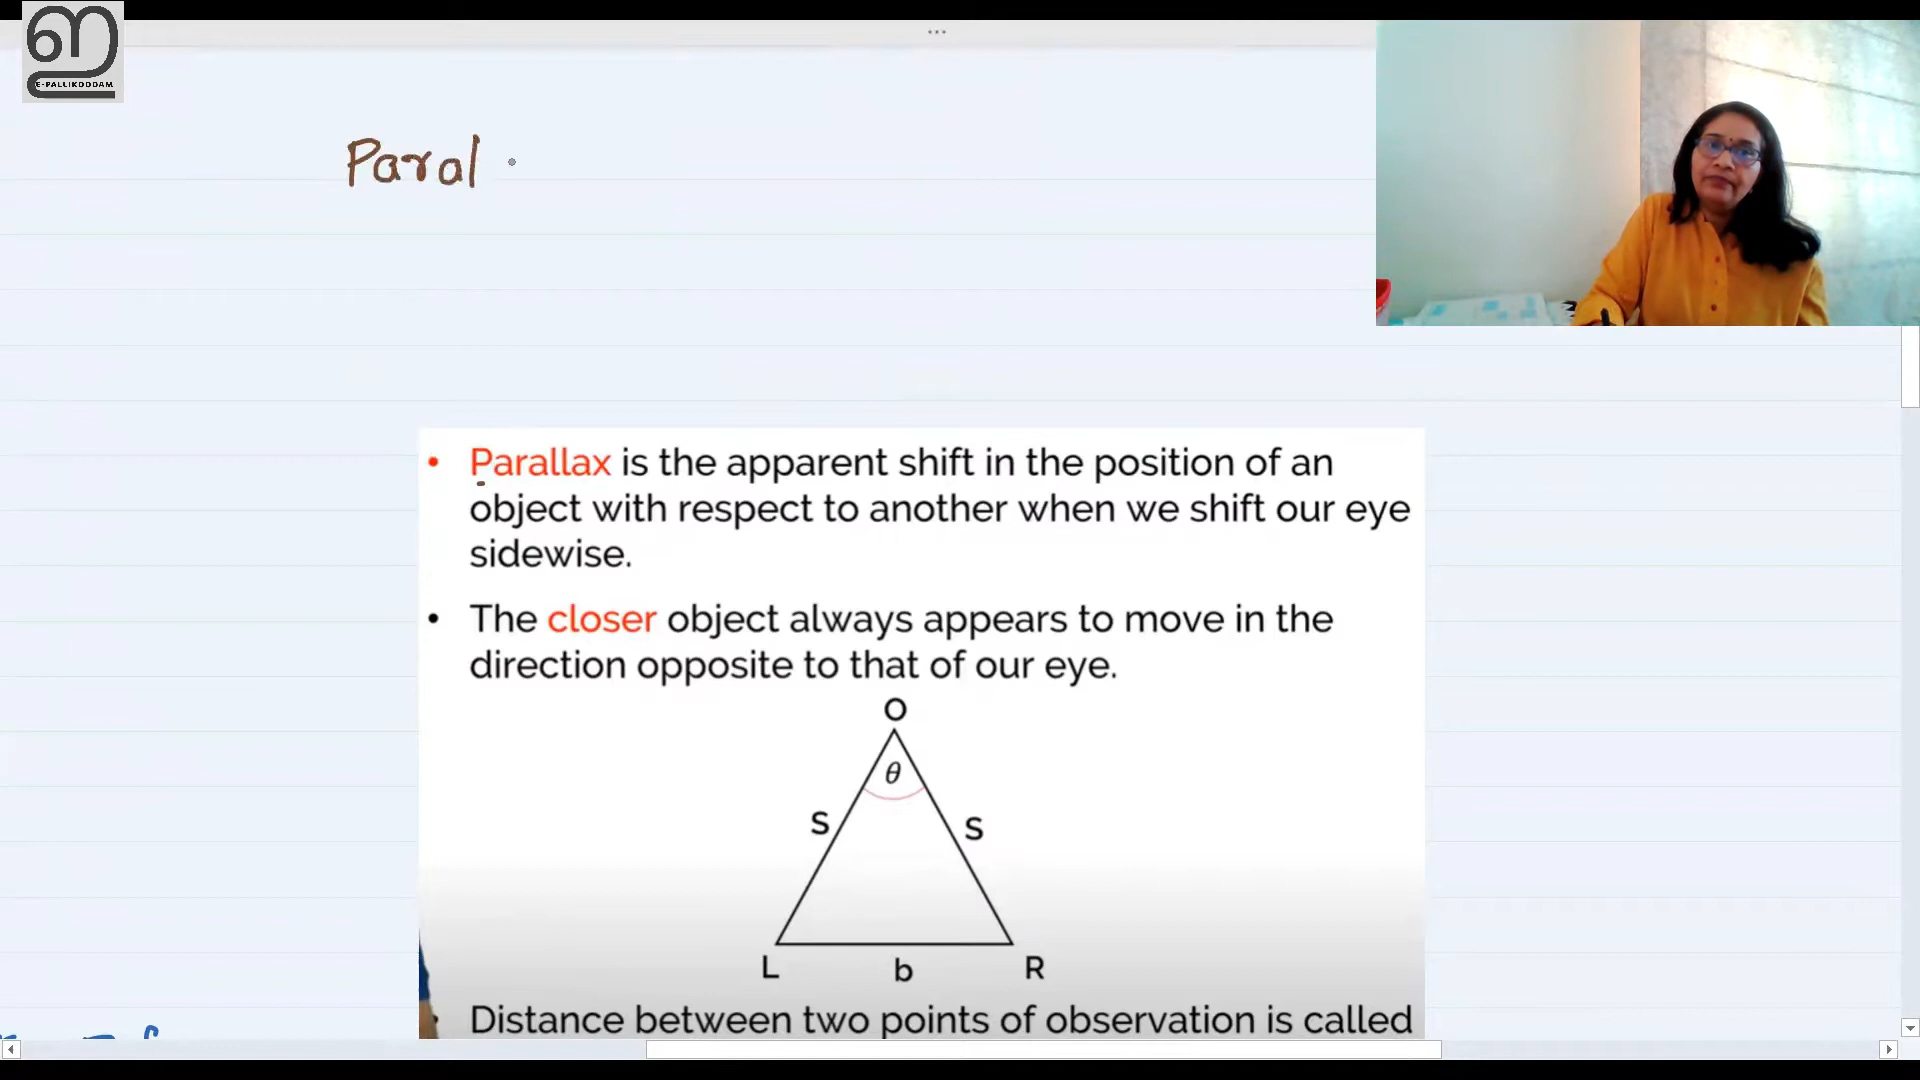 E-PALLIKOODAM
Paral
• Parallax is the apparent shift in the position of an
object with respect to another when we shift our eye
sidewise.
• The closer object always appears to move in the
direction opposite to that of our eye.
O
θ
S S
L b R
Distance between two points of observation is called